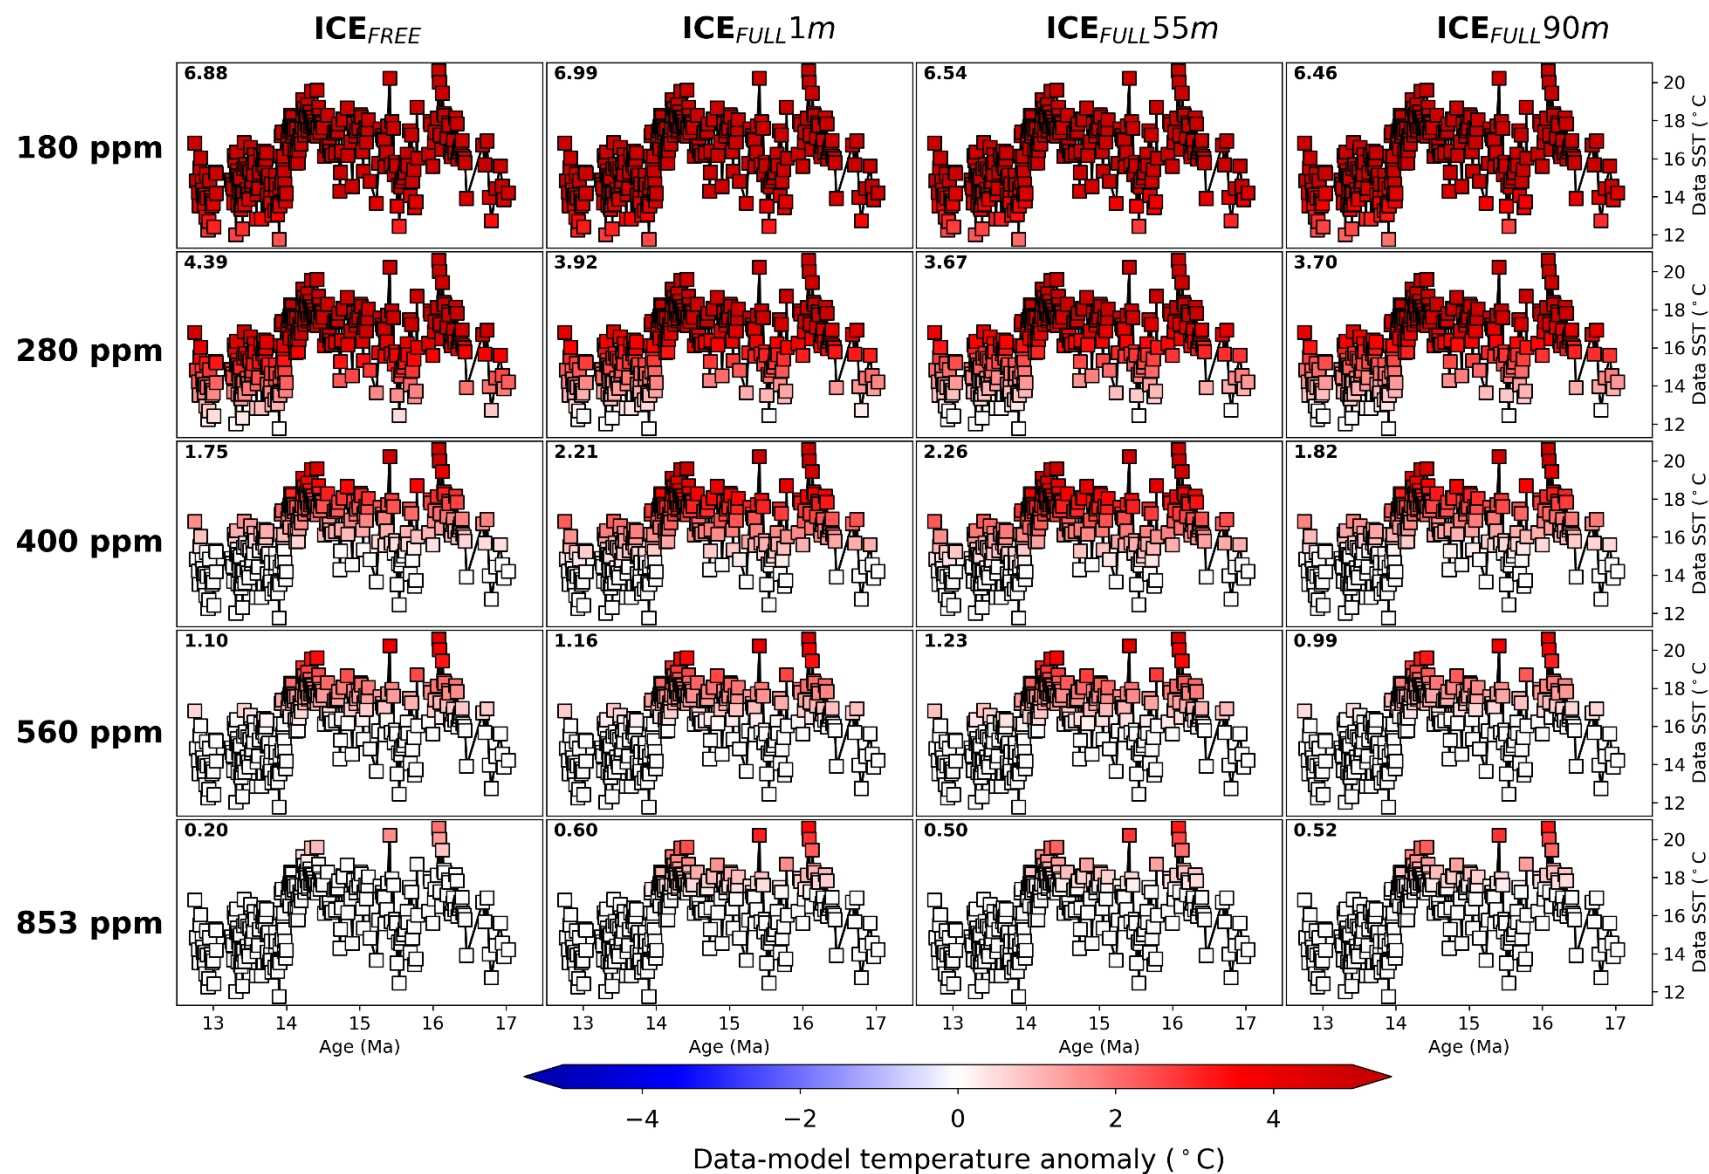 ICE_FREE ICE_FULL1m ICE_FULL55m ICE_FULL90m
180 ppm
6.88 6.99 6.54 6.46
20
18
16
14
12
Data SST (°C)
280 ppm
4.39 3.92 3.67 3.70
20
18
16
14
12
Data SST (°C)
400 ppm
1.75 2.21 2.26 1.82
20
18
16
14
12
Data SST (°C)
560 ppm
1.10 1.16 1.23 0.99
20
18
16
14
12
Data SST (°C)
853 ppm
0.20 0.60 0.50 0.52
20
18
16
14
12
Data SST (°C)
13 14 15 16 17 13 14 15 16 17 13 14 15 16 17 13 14 15 16 17
Age (Ma) Age (Ma) Age (Ma) Age (Ma)
−4 −2 0 2 4
Data-model temperature anomaly (°C)